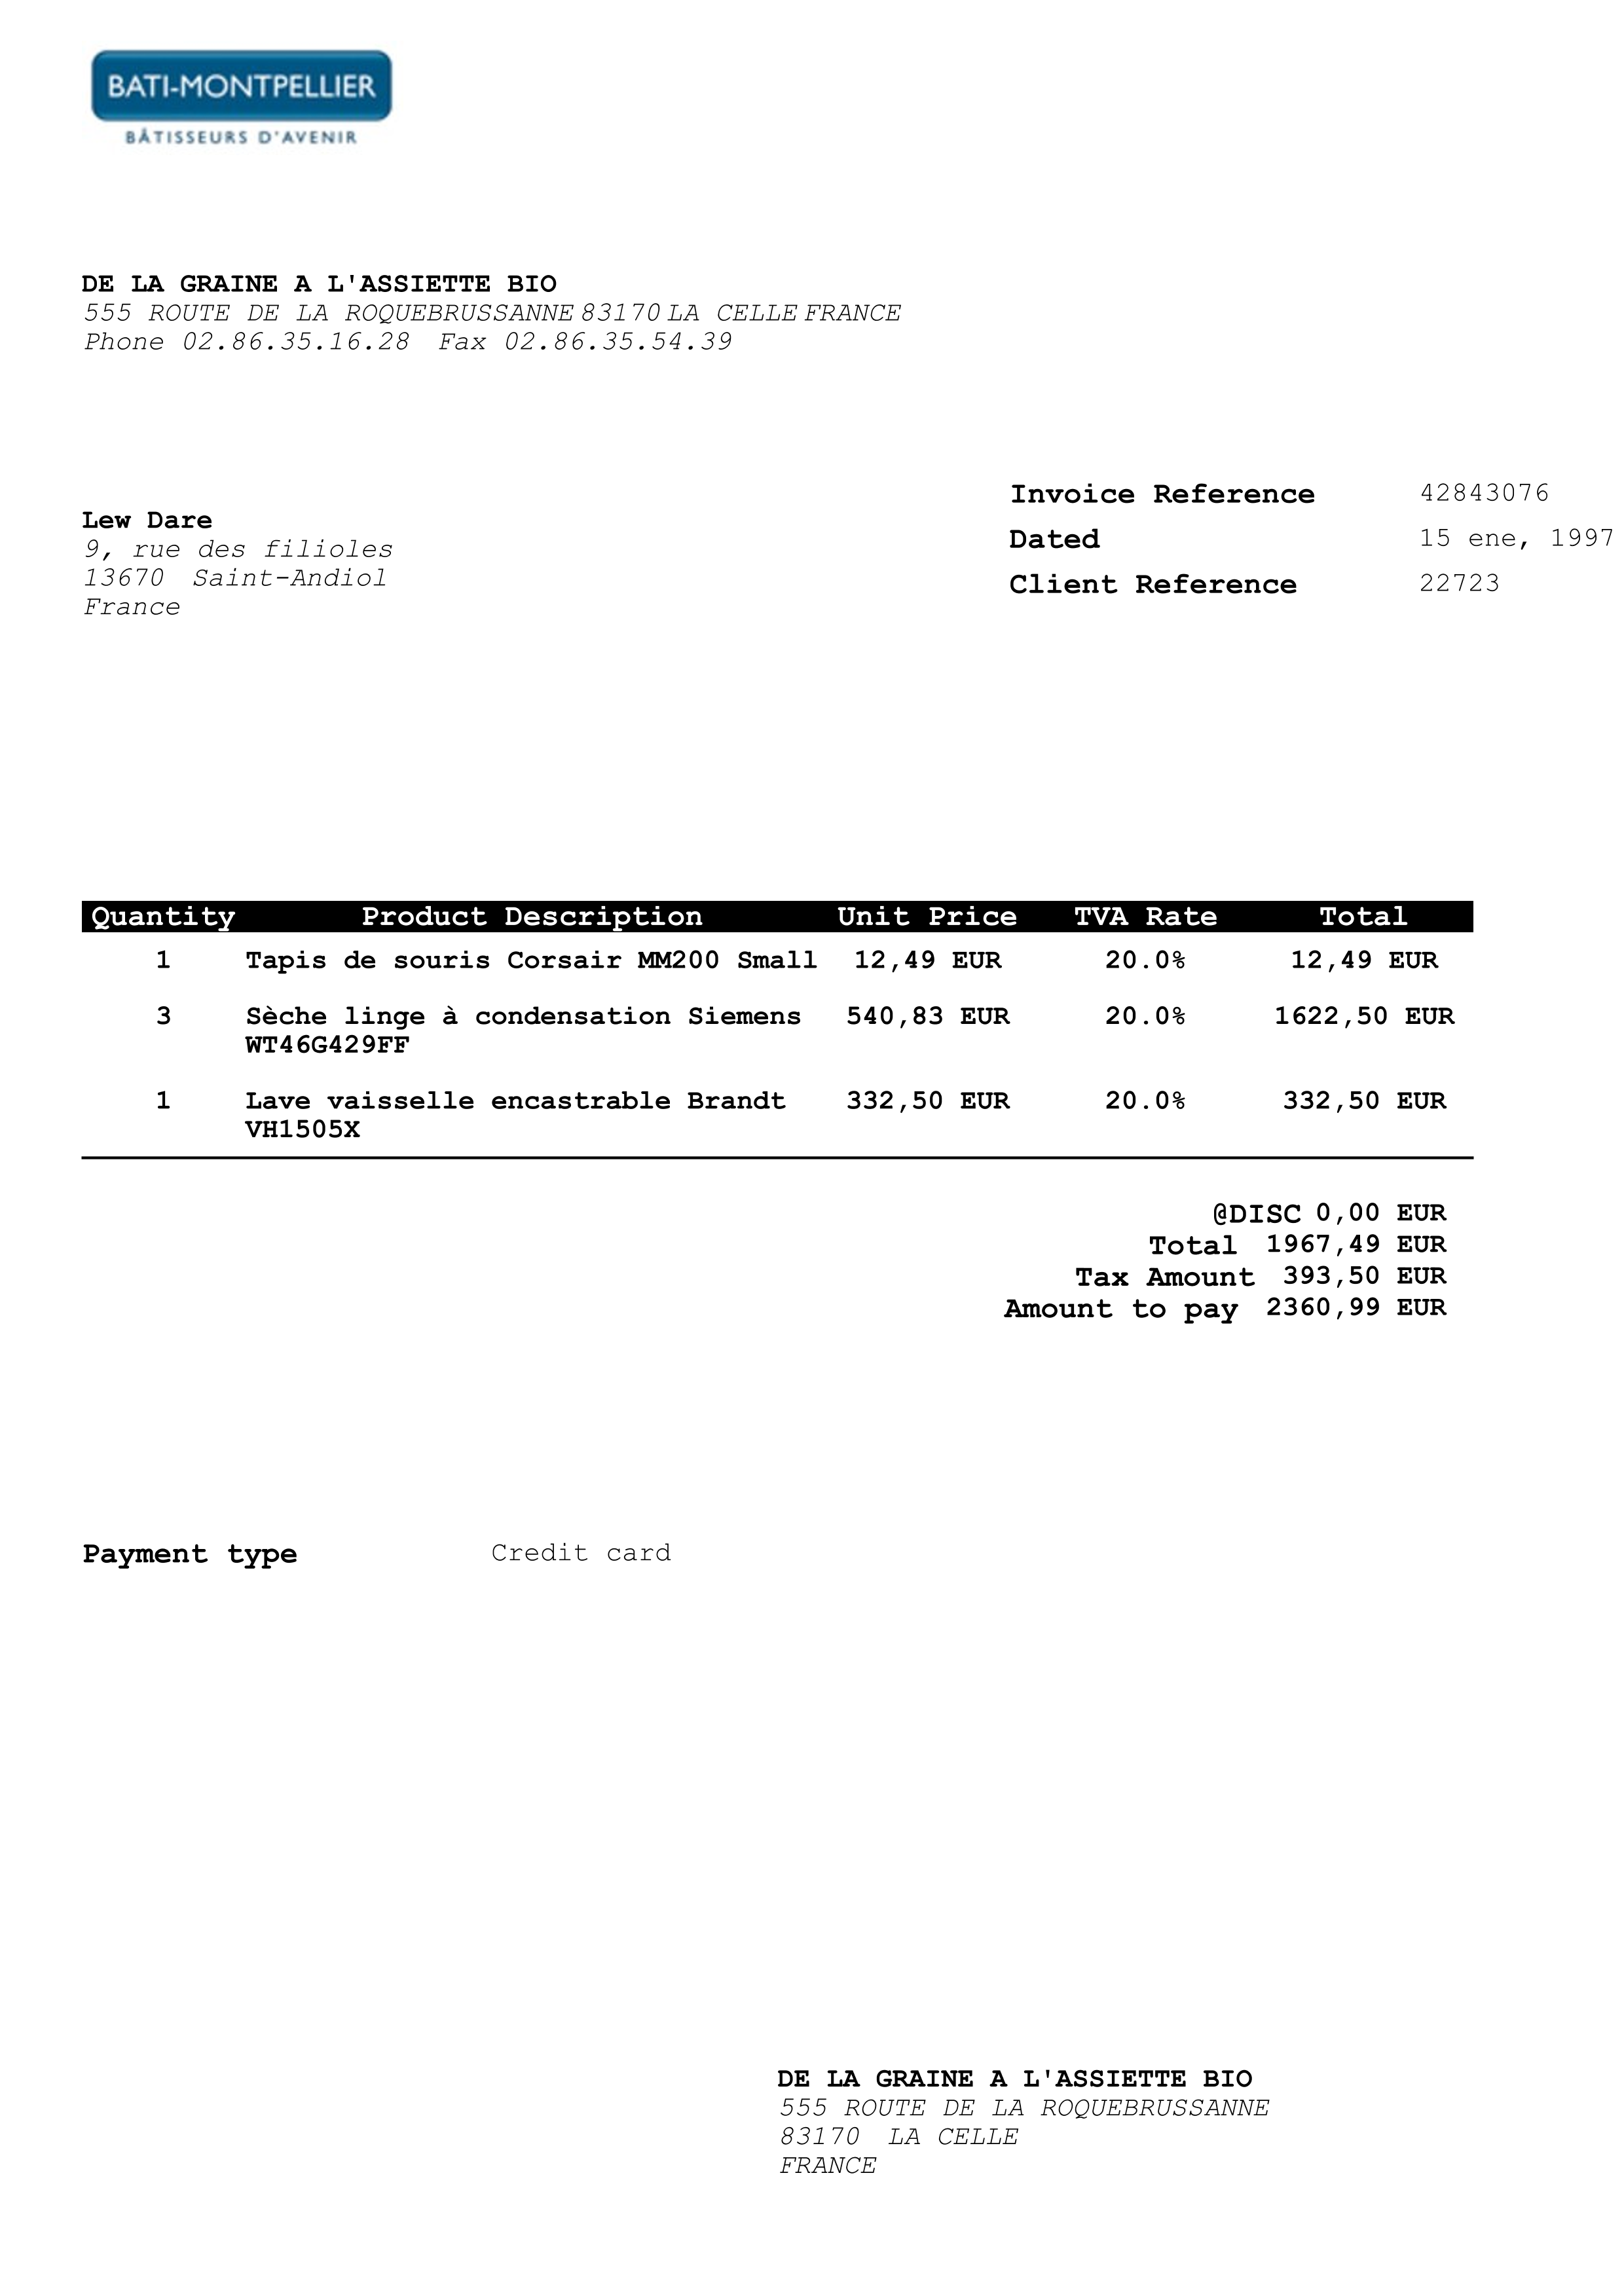 BATI-MONTPELLIER
BÂTISSEURS D'AVENIR
DE LA GRAINE A L'ASSIETTE BIO
555 ROUTE DE LA ROQUEBRUSSANNE 83170 LA CELLE FRANCE
Phone 02.86.35.16.28 Fax 02.86.35.54.39
Invoice Reference 42843076
Dated 15 ene, 1997
Client Reference 22723
Lew Dare
9, rue des filioles
13670 Saint-Andiol
France
Quantity Product Description Unit Price TVA Rate Total
1 Tapis de souris Corsair MM200 Small 12,49 EUR 20.0% 12,49 EUR
3 Sèche linge à condensation Siemens 540,83 EUR 20.0% 1622,50 EUR
WT46G429FF
1 Lave vaisselle encastrable Brandt 332,50 EUR 20.0% 332,50 EUR
VH1505X
@DISC 0,00 EUR
Total 1967,49 EUR
Tax Amount 393,50 EUR
Amount to pay 2360,99 EUR
Payment type Credit card
DE LA GRAINE A L'ASSIETTE BIO
555 ROUTE DE LA ROQUEBRUSSANNE
83170 LA CELLE
FRANCE